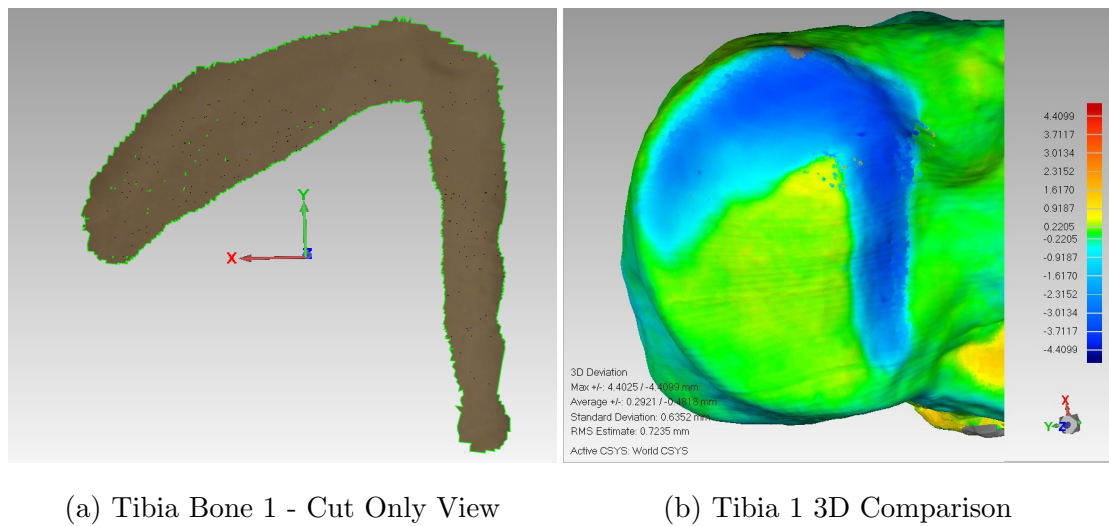 Y
X
Z
4.4099
3.7117
3.0134
2.3152
1.6170
0.9187
0.2205
-0.2205
-0.9187
-1.6170
-2.3152
-3.0134
-3.7117
-4.4099
3D Deviation
Max +/-: 4.4025 / -4.4099 mm
Average +/-: 0.2921 / -0.4818 mm
Standard Deviation: 0.6352 mm
RMS Estimate: 0.7235 mm
Active CSYS: World CSYS
X
Y Z
(a) Tibia Bone 1 - Cut Only View
(b) Tibia 1 3D Comparison